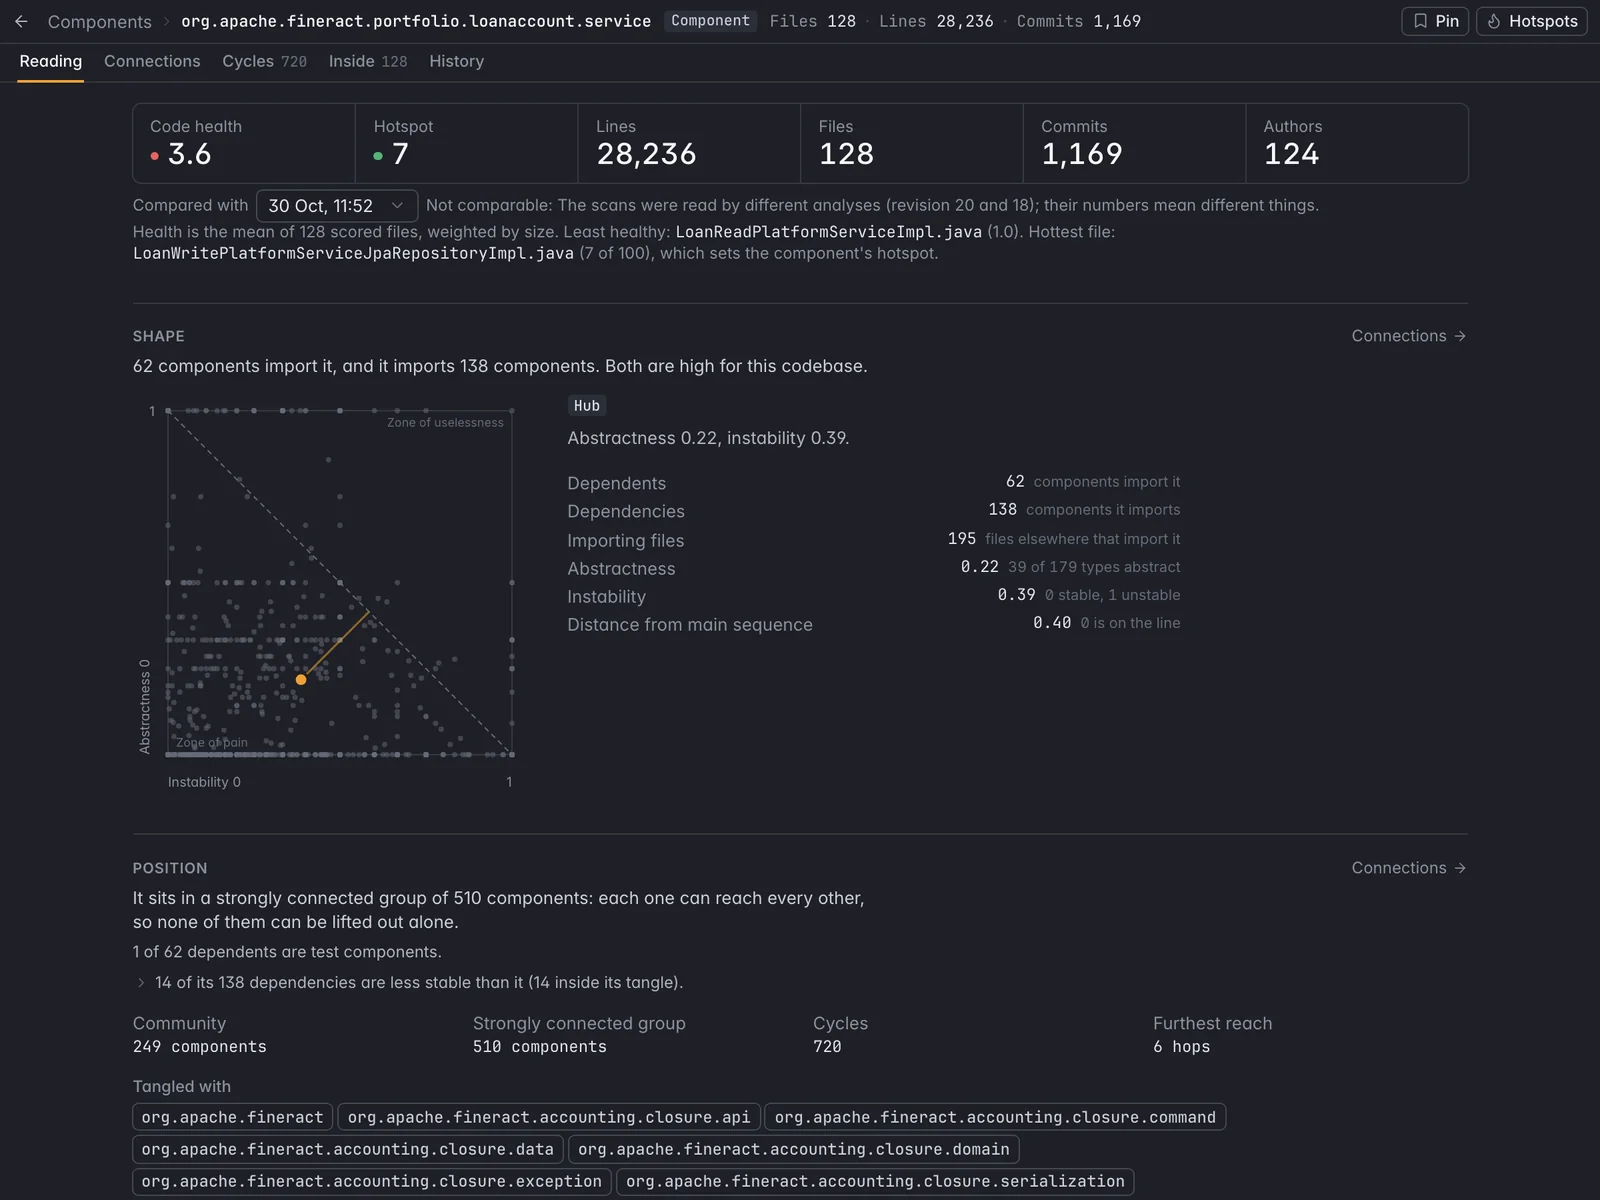 Components > org.apache.fineract.portfolio.loanaccount.service Component Files 128 · Lines 28,236 · Commits 1,169 Pin Hotspots
Reading Connections Cycles 720 Inside 128 History
Code health Hotspot Lines Files Commits Authors
3.6 7 28,236 128 1,169 124
Compared with 30 Oct, 11:52 Not comparable: The scans were read by different analyses (revision 20 and 18); their numbers mean different things.
Health is the mean of 128 scored files, weighted by size. Least healthy: LoanReadPlatformServiceImpl.java (1.0). Hottest file:
LoanWritePlatformServiceJpaRepositoryImpl.java (7 of 100), which sets the component's hotspot.
SHAPE Connections →
62 components import it, and it imports 138 components. Both are high for this codebase.
1
Zone of uselessness
Zone of pain
Abstractness 0
Instability 0 1
Hub
Abstractness 0.22, instability 0.39.
Dependents 62 components import it
Dependencies 138 components it imports
Importing files 195 files elsewhere that import it
Abstractness 0.22 39 of 179 types abstract
Instability 0.39 0 stable, 1 unstable
Distance from main sequence 0.40 0 is on the line
POSITION Connections →
It sits in a strongly connected group of 510 components: each one can reach every other,
so none of them can be lifted out alone.
1 of 62 dependents are test components.
> 14 of its 138 dependencies are less stable than it (14 inside its tangle).
Community Strongly connected group Cycles Furthest reach
249 components 510 components 720 6 hops
Tangled with
org.apache.fineract org.apache.fineract.accounting.closure.api org.apache.fineract.accounting.closure.command
org.apache.fineract.accounting.closure.data org.apache.fineract.accounting.closure.domain
org.apache.fineract.accounting.closure.exception org.apache.fineract.accounting.closure.serialization